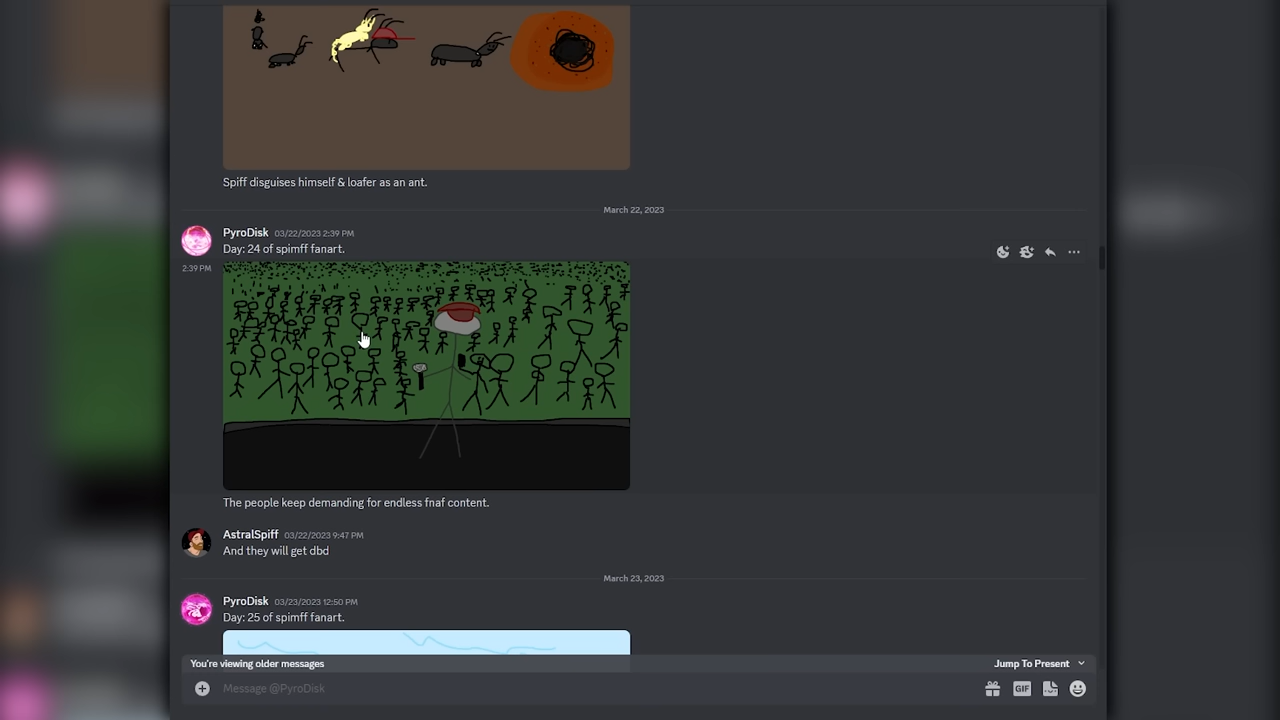 Spiff disguises himself & loafer as an ant.
March 22, 2023
PyroDisk 03/22/2023 2:39 PM
Day: 24 of spimff fanart.
2:39 PM
The people keep demanding for endless fnaf content.
AstralSpiff 03/22/2023 9:47 PM
And they will get dbd
March 23, 2023
PyroDisk 03/23/2023 12:50 PM
Day: 25 of spimff fanart.
You're viewing older messages Jump To Present
Message @PyroDisk GIF